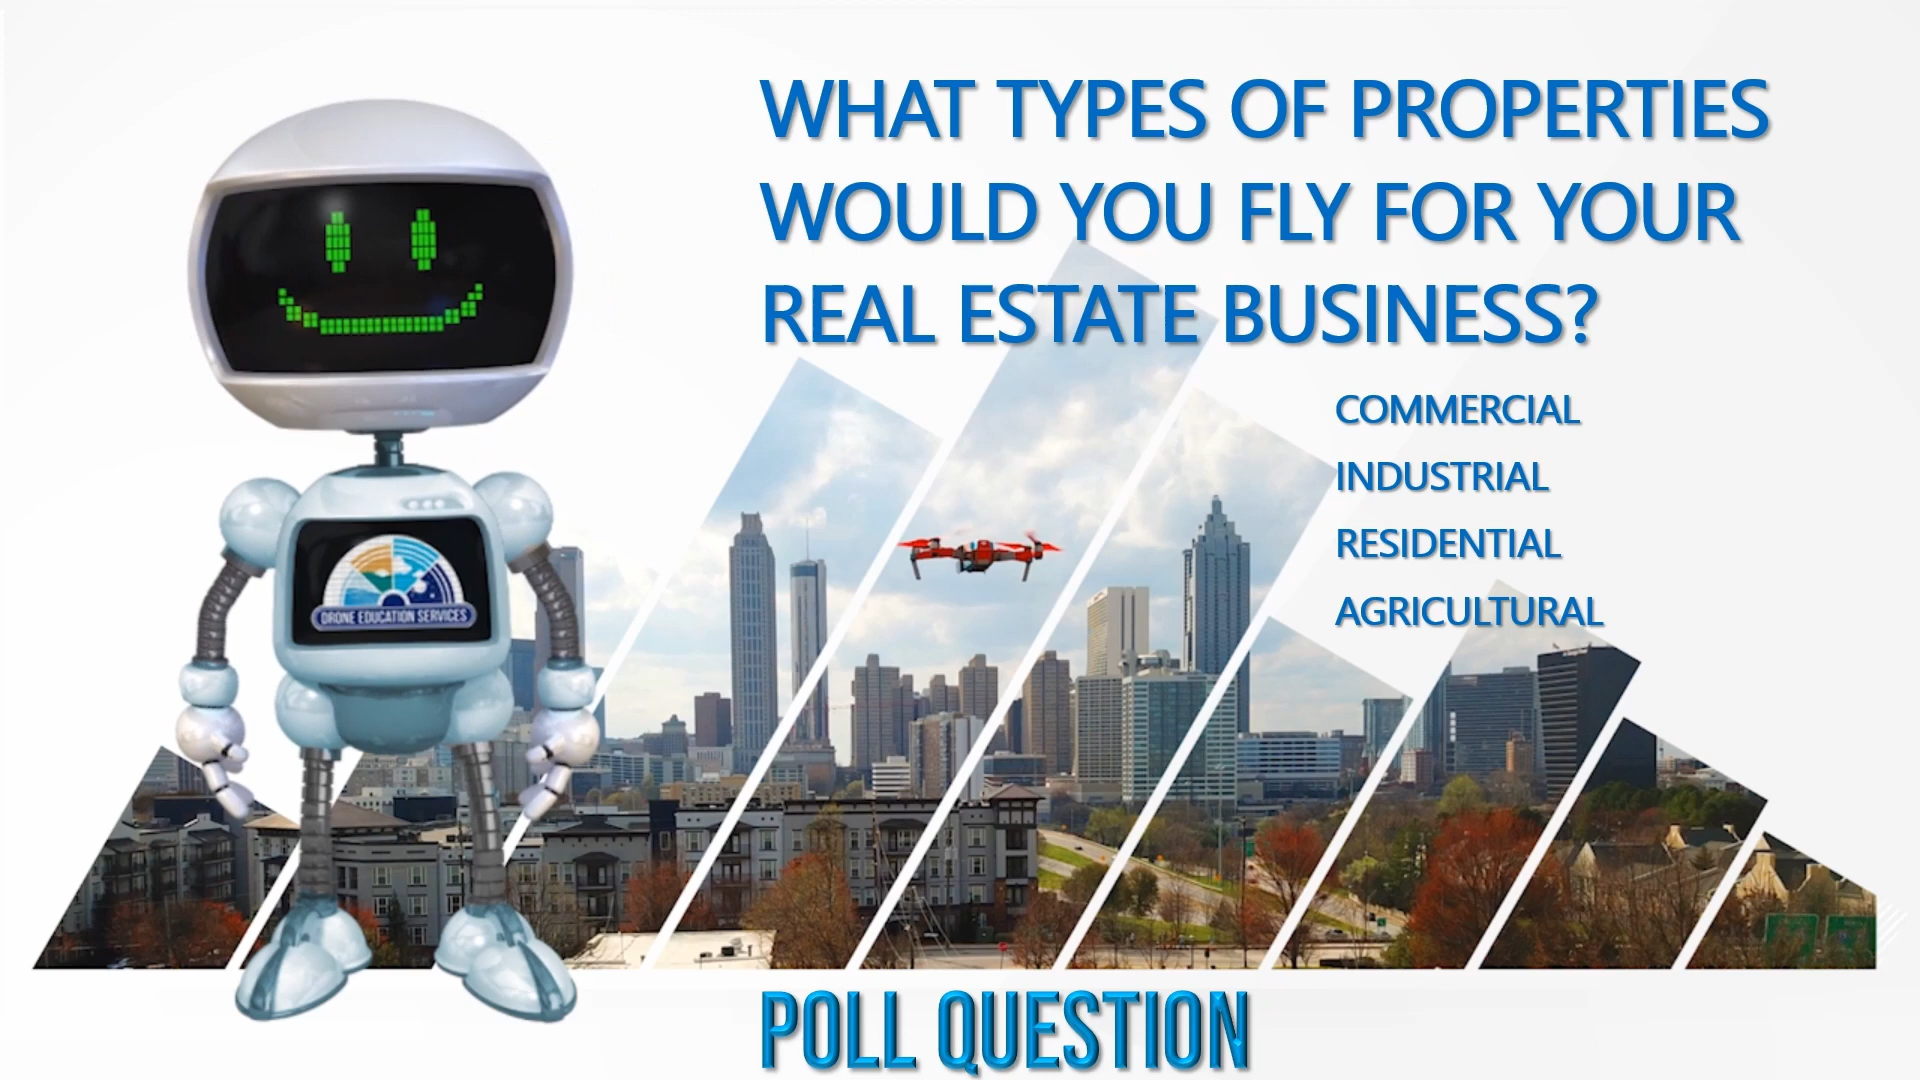 WHAT TYPES OF PROPERTIES
WOULD YOU FLY FOR YOUR
REAL ESTATE BUSINESS?
COMMERCIAL
INDUSTRIAL
RESIDENTIAL
AGRICULTURAL
DRONE EDUCATION SERVICES
POLL QUESTION